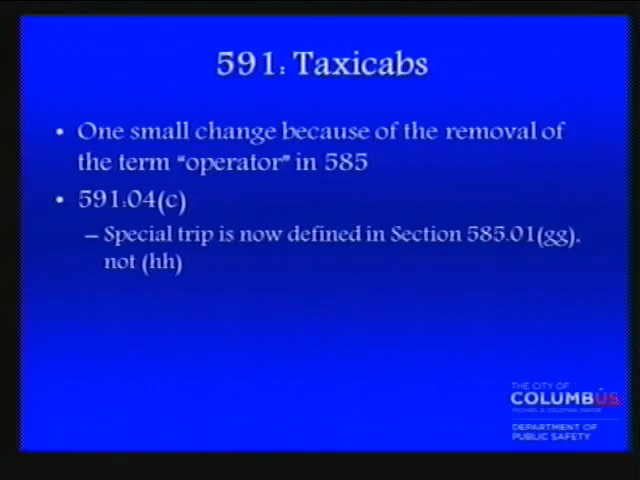 591: Taxicabs
• One small change because of the removal of
the term "operator" in 585
• 591.04(c)
– Special trip is now defined in Section 585.01(gg),
not (hh)
THE CITY OF
COLUMBUS
MICHAEL B. COLEMAN, MAYOR
DEPARTMENT OF
PUBLIC SAFETY